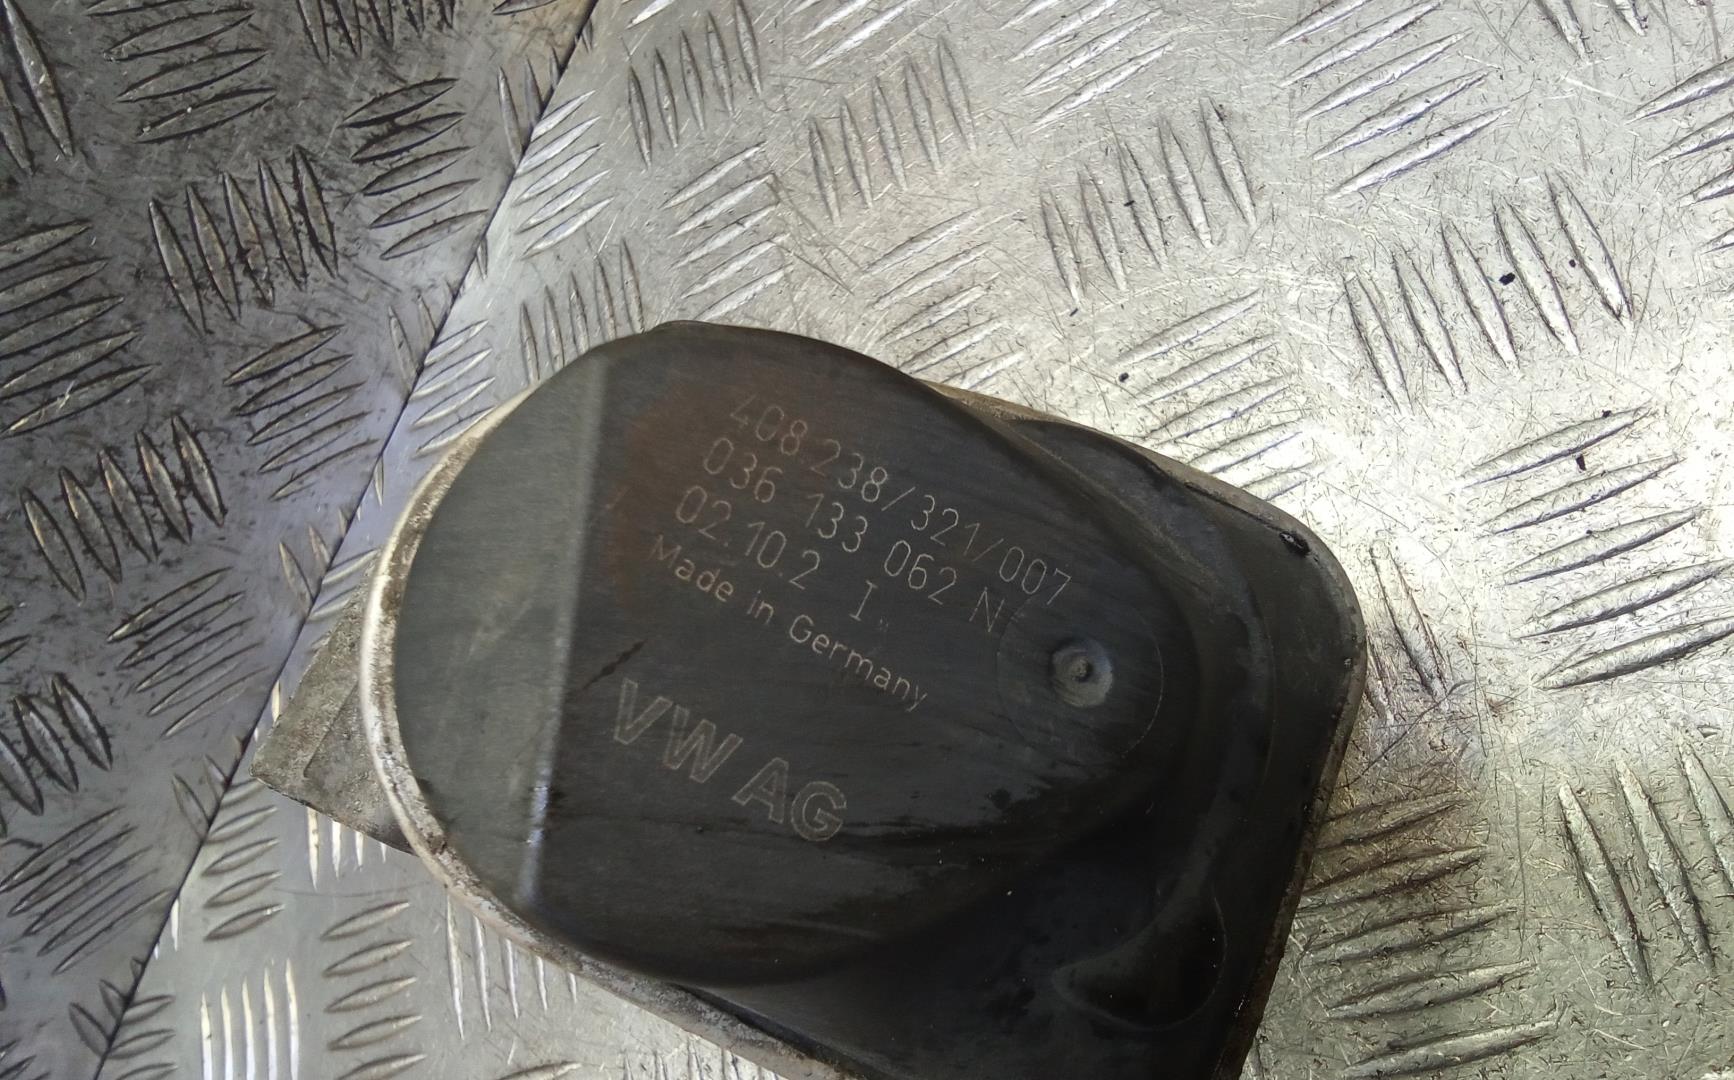 408 238/321/007
036 133 062 N
02.10.2 I
Made in Germany
VW AG